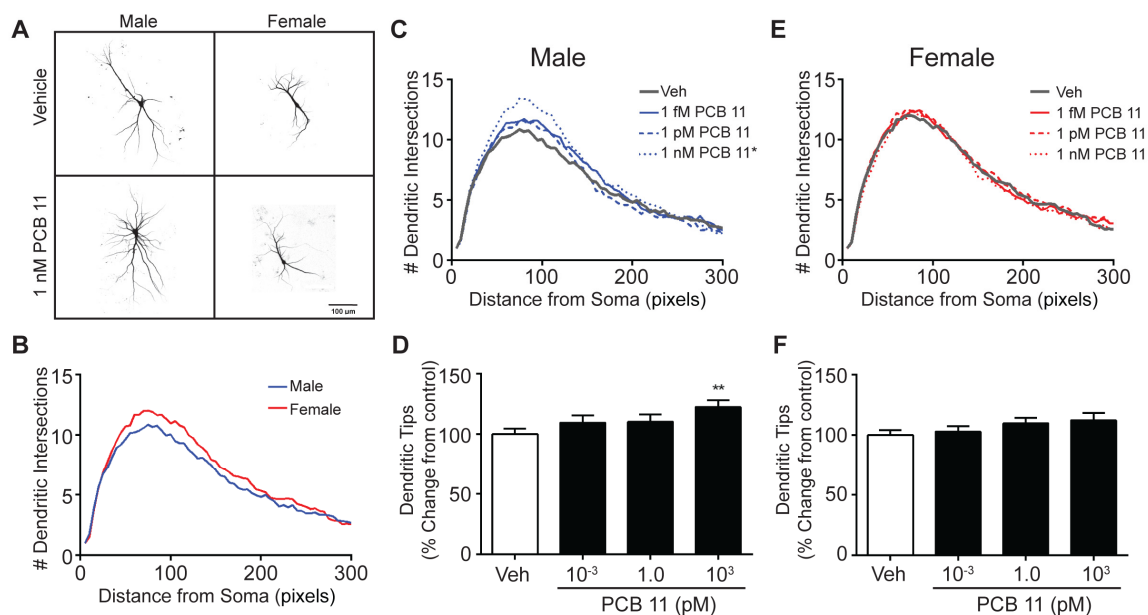 A
Male
Female
Vehicle
1 nM PCB 11
100 µm
B
# Dendritic Intersections
15
10
5
0
0
100
200
300
Distance from Soma (pixels)
Male
Female
C
Male
# Dendritic Intersections
15
10
5
0
0
100
200
300
Distance from Soma (pixels)
Veh
1 fM PCB 11
1 pM PCB 11
1 nM PCB 11*
D
Dendritic Tips
(% Change from control)
150
100
50
0
**
Veh
10⁻³
1.0
10³
PCB 11 (pM)
E
Female
# Dendritic Intersections
15
10
5
0
0
100
200
300
Distance from Soma (pixels)
Veh
1 fM PCB 11
1 pM PCB 11
1 nM PCB 11
F
Dendritic Tips
(% Change from control)
150
100
50
0
Veh
10⁻³
1.0
10³
PCB 11 (pM)